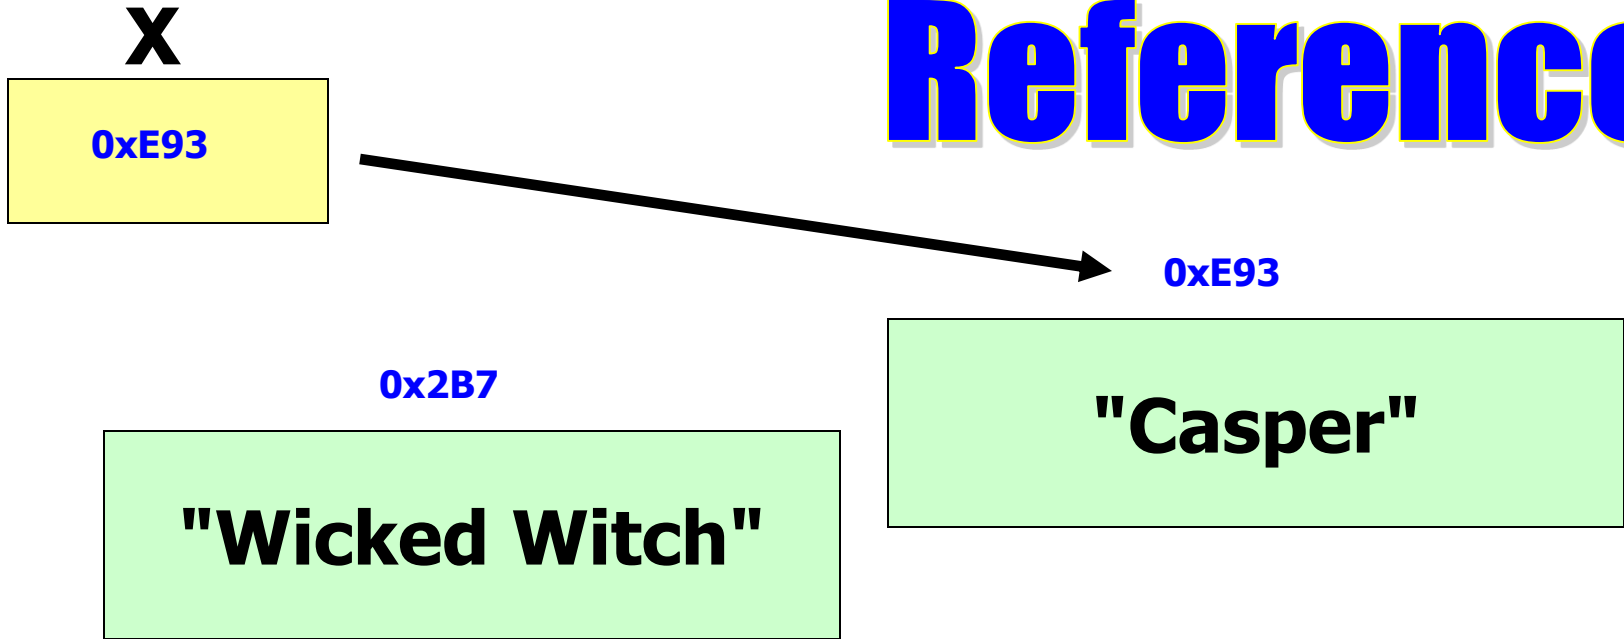 X
Reference
0xE93
0xE93
0x2B7
"Casper"
"Wicked Witch"